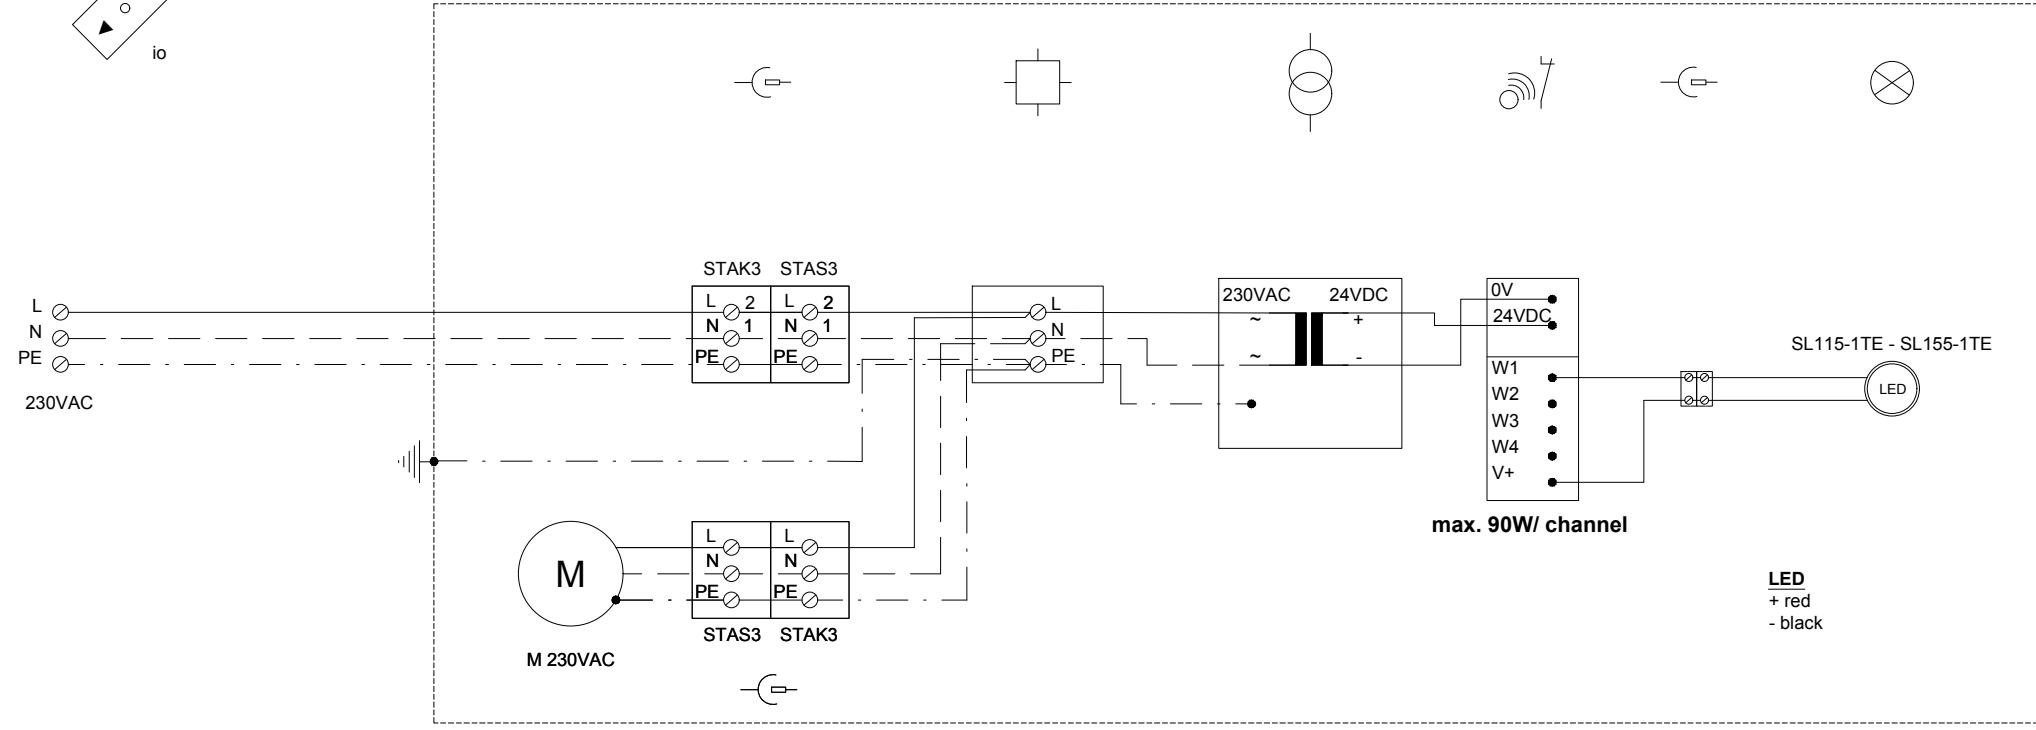 io
STAK3 STAS3
L 2 L 2
N 1 N 1
PE PE
L
N
PE
230VAC
L
N
PE
230VAC 24VDC
~ +
~ -
0V
24VDC
W1
W2
W3
W4
V+
max. 90W/ channel
SL115-1TE - SL155-1TE
LED
M
M 230VAC
L L
N N
PE PE
STAS3 STAK3
LED
+ red
- black